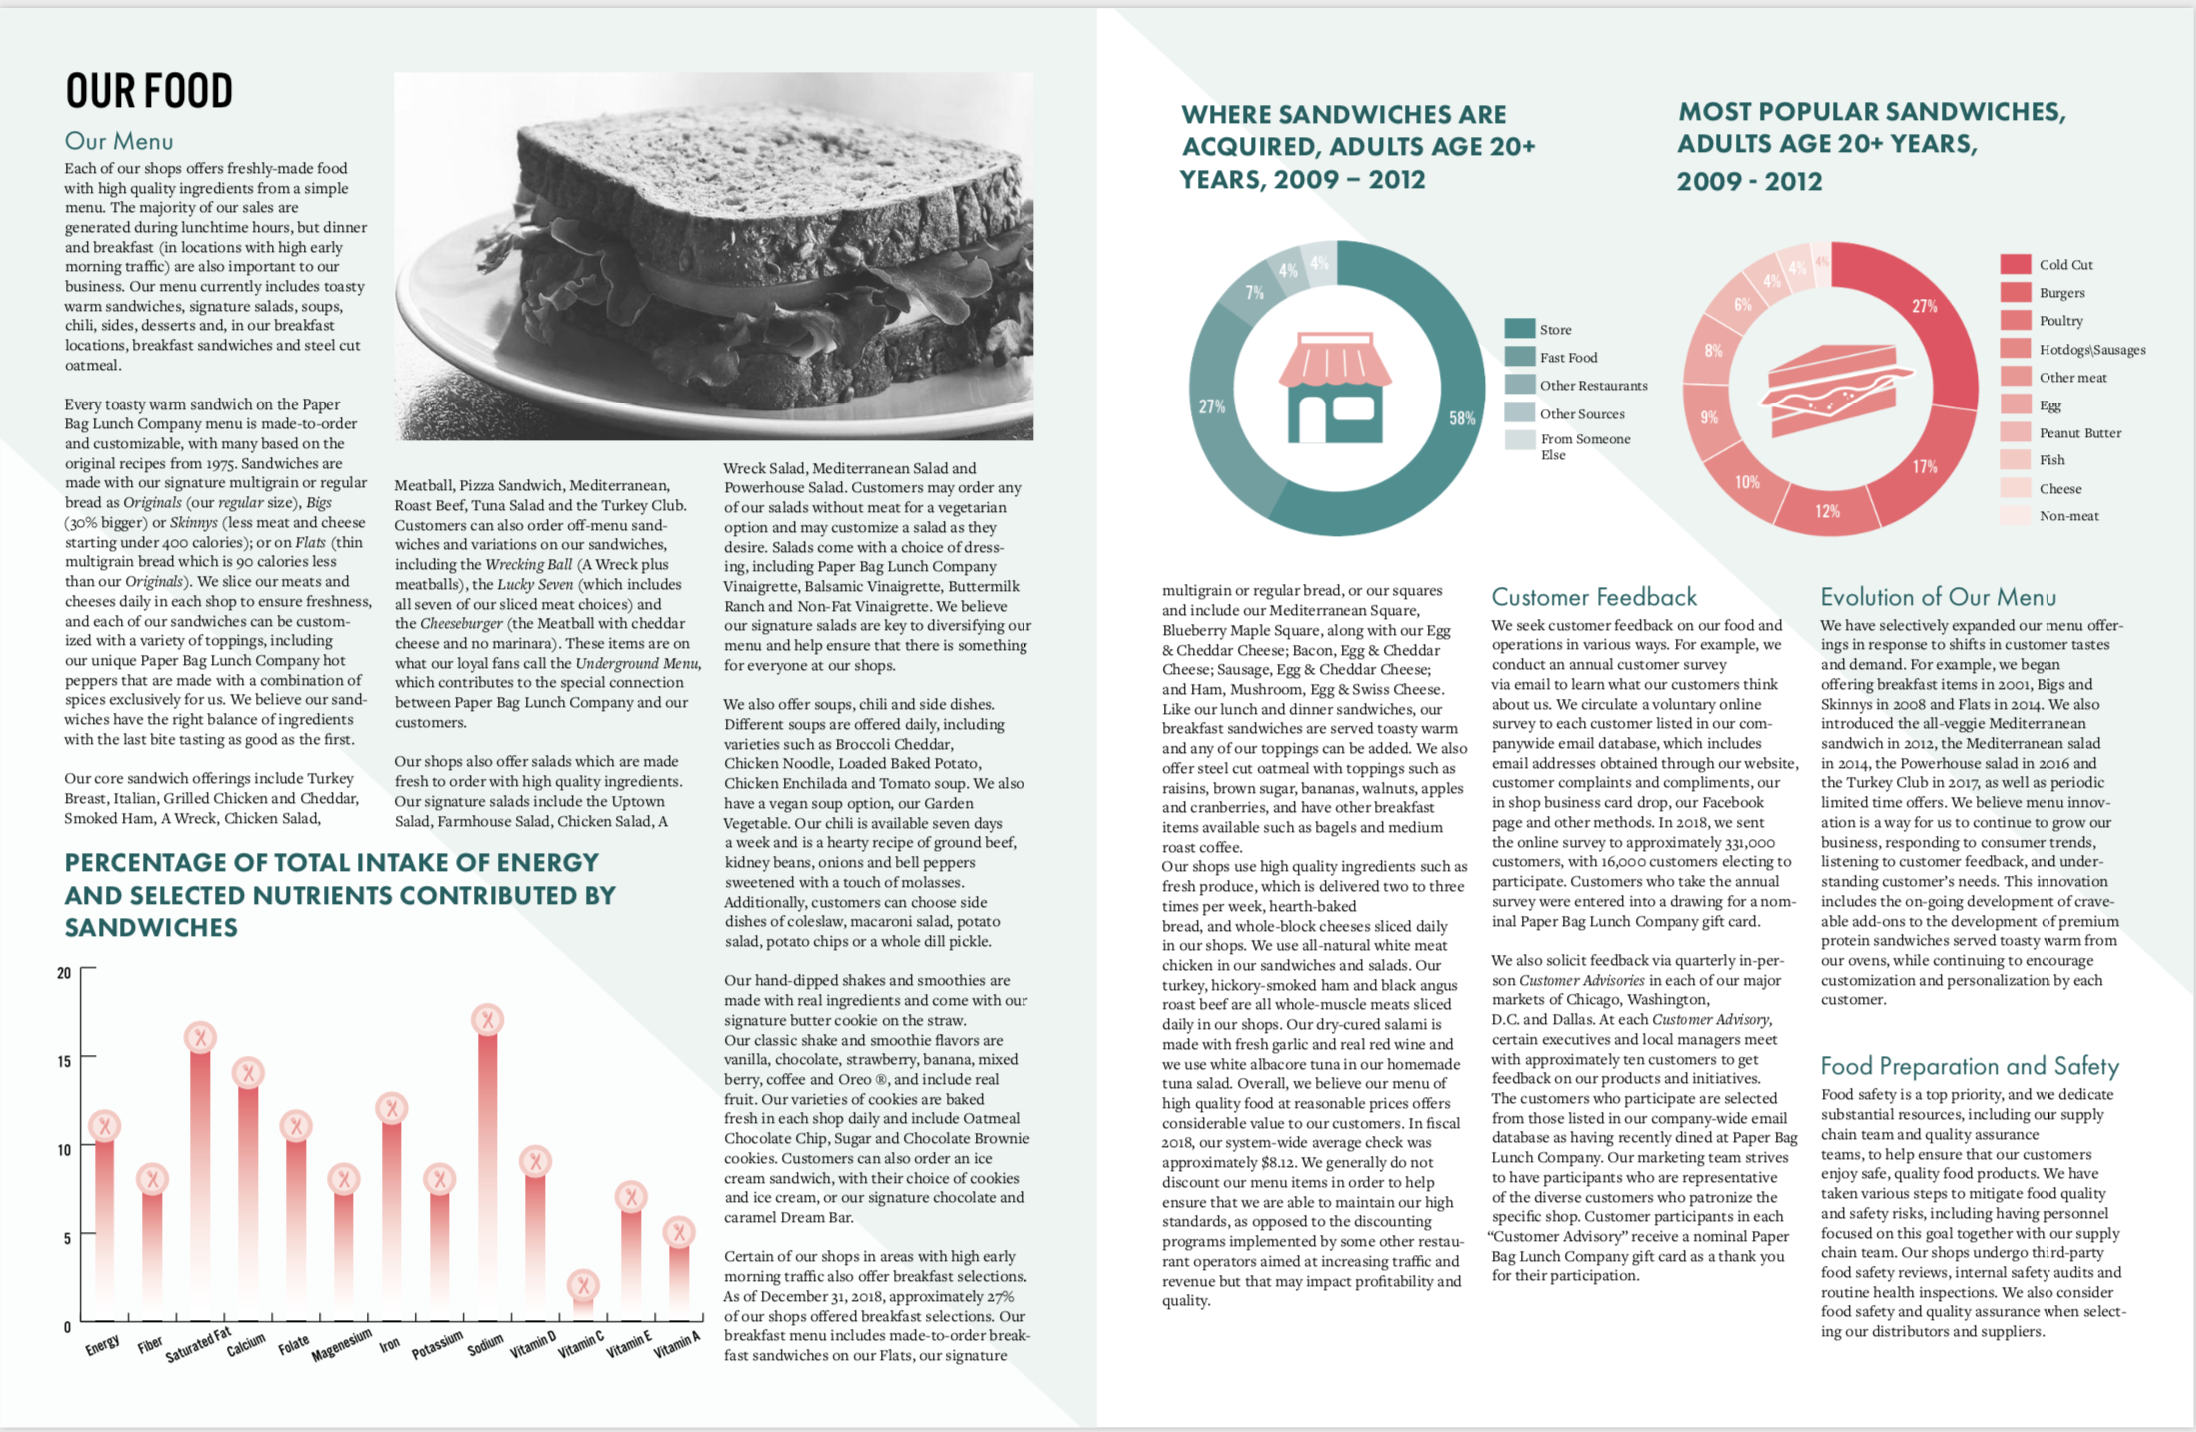 OUR FOOD
Our Menu
Each of our shops offers freshly-made food
with high quality ingredients from a simple
menu. The majority of our sales are
generated during lunchtime hours, but dinner
and breakfast (in locations with high early
morning traffic) are also important to our
business. Our menu currently includes toasty
warm sandwiches, signature salads, soups,
chili, sides, desserts and, in our breakfast
locations, breakfast sandwiches and steel cut
oatmeal.
Every toasty warm sandwich on the Paper
Bag Lunch Company menu is made-to-order
and customizable, with many based on the
original recipes from 1975. Sandwiches are
made with our signature multigrain or regular
bread as Originals (our regular size), Bigs
(30% bigger) or Skinnys (less meat and cheese
starting under 400 calories); or on Flats (thin
multigrain bread which is 90 calories less
than our Originals). We slice our meats and
cheeses daily in each shop to ensure freshness,
and each of our sandwiches can be custom-
ized with a variety of toppings, including
our unique Paper Bag Lunch Company hot
peppers that are made with a combination of
spices exclusively for us. We believe our sand-
wiches have the right balance of ingredients
with the last bite tasting as good as the first.
Our core sandwich offerings include Turkey
Breast, Italian, Grilled Chicken and Cheddar,
Smoked Ham, A Wreck, Chicken Salad,
Meatball, Pizza Sandwich, Mediterranean,
Roast Beef, Tuna Salad and the Turkey Club.
Customers can also order off-menu sand-
wiches and variations on our sandwiches,
including the Wrecking Ball (A Wreck plus
meatballs), the Lucky Seven (which includes
all seven of our sliced meat choices) and
the Cheeseburger (the Meatball with cheddar
cheese and no marinara). These items are on
what our loyal fans call the Underground Menu,
which contributes to the special connection
between Paper Bag Lunch Company and our
customers.
Our shops also offer salads which are made
fresh to order with high quality ingredients.
Our signature salads include the Uptown
Salad, Farmhouse Salad, Chicken Salad, A
Wreck Salad, Mediterranean Salad and
Powerhouse Salad. Customers may order any
of our salads without meat for a vegetarian
option and may customize a salad as they
desire. Salads come with a choice of dress-
ing, including Paper Bag Lunch Company
Vinaigrette, Balsamic Vinaigrette, Buttermilk
Ranch and Non-Fat Vinaigrette. We believe
our signature salads are key to diversifying our
menu and help ensure that there is something
for everyone at our shops.
We also offer soups, chili and side dishes.
Different soups are offered daily, including
varieties such as Broccoli Cheddar,
Chicken Noodle, Loaded Baked Potato,
Chicken Enchilada and Tomato soup. We also
have a vegan soup option, our Garden
Vegetable. Our chili is available seven days
a week and is a hearty recipe of ground beef,
kidney beans, onions and bell peppers
sweetened with a touch of molasses.
Additionally, customers can choose side
dishes of coleslaw, macaroni salad, potato
salad, potato chips or a whole dill pickle.
Our hand-dipped shakes and smoothies are
made with real ingredients and come with our
signature butter cookie on the straw.
Our classic shake and smoothie flavors are
vanilla, chocolate, strawberry, banana, mixed
berry, coffee and Oreo ®, and include real
fruit. Our varieties of cookies are baked
fresh in each shop daily and include Oatmeal
Chocolate Chip, Sugar and Chocolate Brownie
cookies. Customers can also order an ice
cream sandwich, with their choice of cookies
and ice cream, or our signature chocolate and
caramel Dream Bar.
Certain of our shops in areas with high early
morning traffic also offer breakfast selections.
As of December 31, 2018, approximately 27%
of our shops offered breakfast selections. Our
breakfast menu includes made-to-order break-
fast sandwiches on our Flats, our signature
PERCENTAGE OF TOTAL INTAKE OF ENERGY
AND SELECTED NUTRIENTS CONTRIBUTED BY
SANDWICHES
20
15
10
5
0
Energy
Fiber
Saturated Fat
Calcium
Folate
Magenesium
Iron
Potassium
Sodium
Vitamin D
Vitamin C
Vitamin E
Vitamin A
WHERE SANDWICHES ARE
ACQUIRED, ADULTS AGE 20+
YEARS, 2009 – 2012
58%
27%
7%
4%
4%
Store
Fast Food
Other Restaurants
Other Sources
From Someone
Else
MOST POPULAR SANDWICHES,
ADULTS AGE 20+ YEARS,
2009 - 2012
27%
17%
12%
10%
9%
8%
6%
4%
4%
4%
Cold Cut
Burgers
Poultry
Hotdogs\Sausages
Other meat
Egg
Peanut Butter
Fish
Cheese
Non-meat
multigrain or regular bread, or our squares
and include our Mediterranean Square,
Blueberry Maple Square, along with our Egg
& Cheddar Cheese; Bacon, Egg & Cheddar
Cheese; Sausage, Egg & Cheddar Cheese;
and Ham, Mushroom, Egg & Swiss Cheese.
Like our lunch and dinner sandwiches, our
breakfast sandwiches are served toasty warm
and any of our toppings can be added. We also
offer steel cut oatmeal with toppings such as
raisins, brown sugar, bananas, walnuts, apples
and cranberries, and have other breakfast
items available such as bagels and medium
roast coffee.
Our shops use high quality ingredients such as
fresh produce, which is delivered two to three
times per week, hearth-baked
bread, and whole-block cheeses sliced daily
in our shops. We use all-natural white meat
chicken in our sandwiches and salads. Our
turkey, hickory-smoked ham and black angus
roast beef are all whole-muscle meats sliced
daily in our shops. Our dry-cured salami is
made with fresh garlic and real red wine and
we use white albacore tuna in our homemade
tuna salad. Overall, we believe our menu of
high quality food at reasonable prices offers
considerable value to our customers. In fiscal
2018, our system-wide average check was
approximately $8.12. We generally do not
discount our menu items in order to help
ensure that we are able to maintain our high
standards, as opposed to the discounting
programs implemented by some other restau-
rant operators aimed at increasing traffic and
revenue but that may impact profitability and
quality.
Customer Feedback
We seek customer feedback on our food and
operations in various ways. For example, we
conduct an annual customer survey
via email to learn what our customers think
about us. We circulate a voluntary online
survey to each customer listed in our com-
panywide email database, which includes
email addresses obtained through our website,
customer complaints and compliments, our
in shop business card drop, our Facebook
page and other methods. In 2018, we sent
the online survey to approximately 331,000
customers, with 16,000 customers electing to
participate. Customers who take the annual
survey were entered into a drawing for a nom-
inal Paper Bag Lunch Company gift card.
We also solicit feedback via quarterly in-per-
son Customer Advisories in each of our major
markets of Chicago, Washington,
D.C. and Dallas. At each Customer Advisory,
certain executives and local managers meet
with approximately ten customers to get
feedback on our products and initiatives.
The customers who participate are selected
from those listed in our company-wide email
database as having recently dined at Paper Bag
Lunch Company. Our marketing team strives
to have participants who are representative
of the diverse customers who patronize the
specific shop. Customer participants in each
“Customer Advisory” receive a nominal Paper
Bag Lunch Company gift card as a thank you
for their participation.
Evolution of Our Menu
We have selectively expanded our menu offer-
ings in response to shifts in customer tastes
and demand. For example, we began
offering breakfast items in 2001, Bigs and
Skinnys in 2008 and Flats in 2014. We also
introduced the all-veggie Mediterranean
sandwich in 2012, the Mediterranean salad
in 2014, the Powerhouse salad in 2016 and
the Turkey Club in 2017, as well as periodic
limited time offers. We believe menu innov-
ation is a way for us to continue to grow our
business, responding to consumer trends,
listening to customer feedback, and under-
standing customer's needs. This innovation
includes the on-going development of crave-
able add-ons to the development of premium
protein sandwiches served toasty warm from
our ovens, while continuing to encourage
customization and personalization by each
customer.
Food Preparation and Safety
Food safety is a top priority, and we dedicate
substantial resources, including our supply
chain team and quality assurance
teams, to help ensure that our customers
enjoy safe, quality food products. We have
taken various steps to mitigate food quality
and safety risks, including having personnel
focused on this goal together with our supply
chain team. Our shops undergo third-party
food safety reviews, internal safety audits and
routine health inspections. We also consider
food safety and quality assurance when select-
ing our distributors and suppliers.